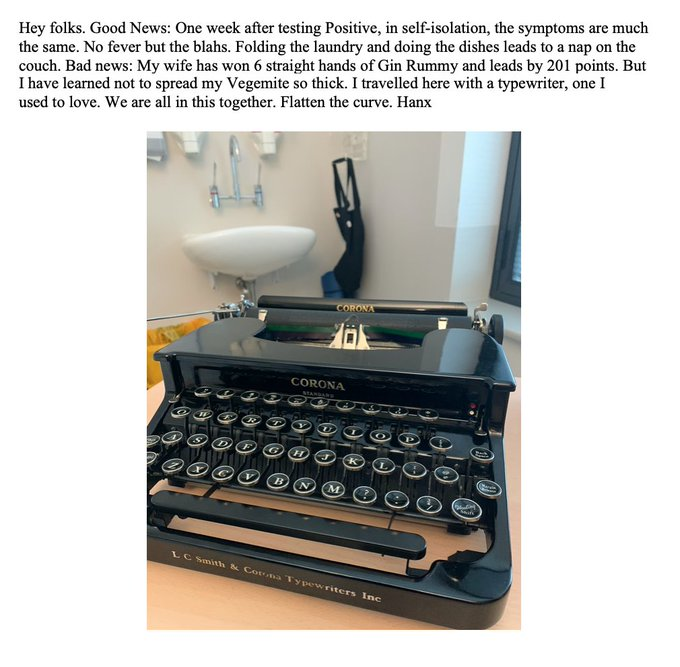 Hey folks. Good News: One week after testing Positive, in self-isolation, the symptoms are much
the same. No fever but the blahs. Folding the laundry and doing the dishes leads to a nap on the
couch. Bad news: My wife has won 6 straight hands of Gin Rummy and leads by 201 points. But
I have learned not to spread my Vegemite so thick. I travelled here with a typewriter, one I
used to love. We are all in this together. Flatten the curve. Hanx
CORONA
CORONA
STANDARD
Q W E R T Y U I O P
A S D F G H J K L
Z X C V B N M ?
Floating Shift
L C Smith & Corona Typewriters Inc